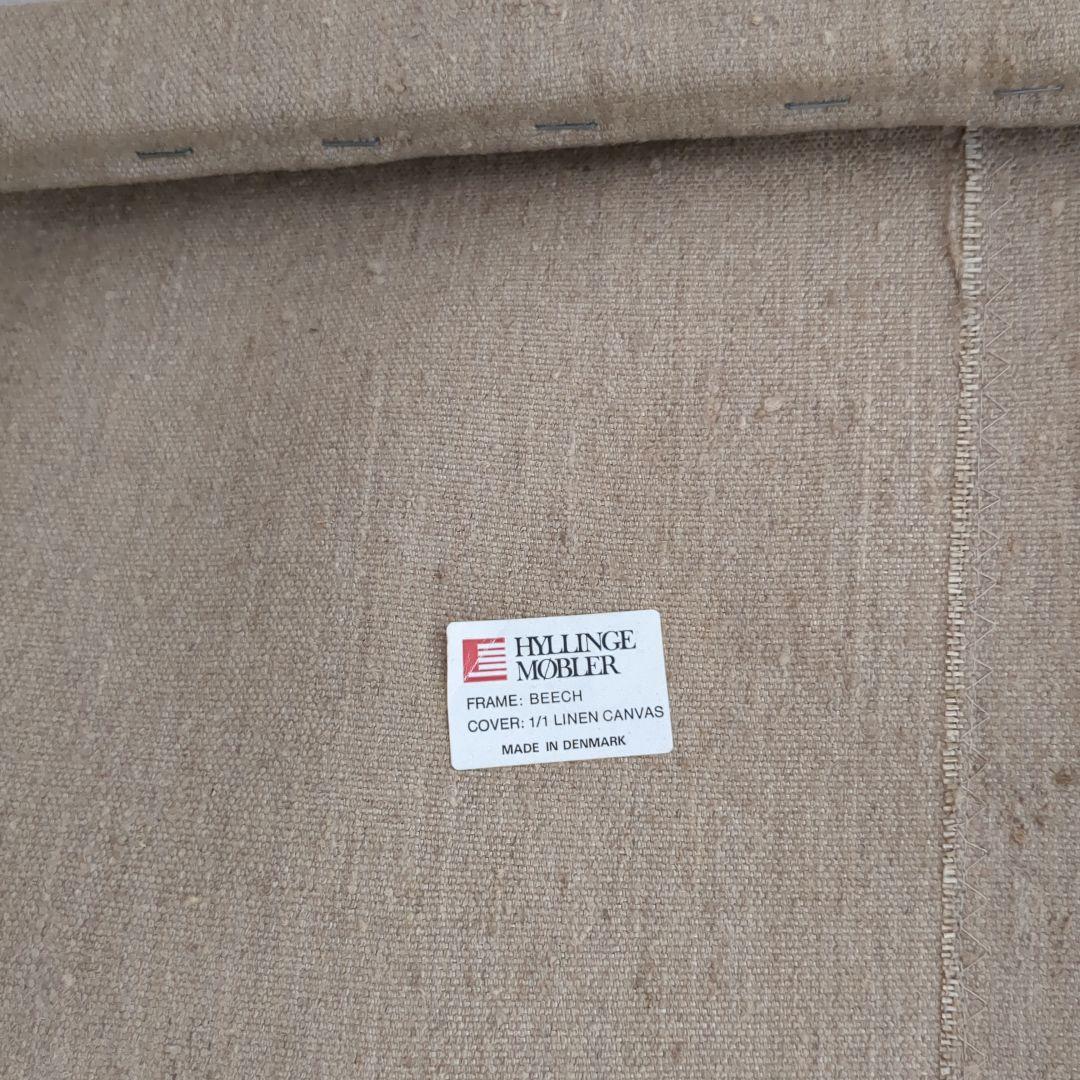 HYLLINGE
MØBLER
FRAME: BEECH
COVER: 1/1 LINEN CANVAS
MADE IN DENMARK